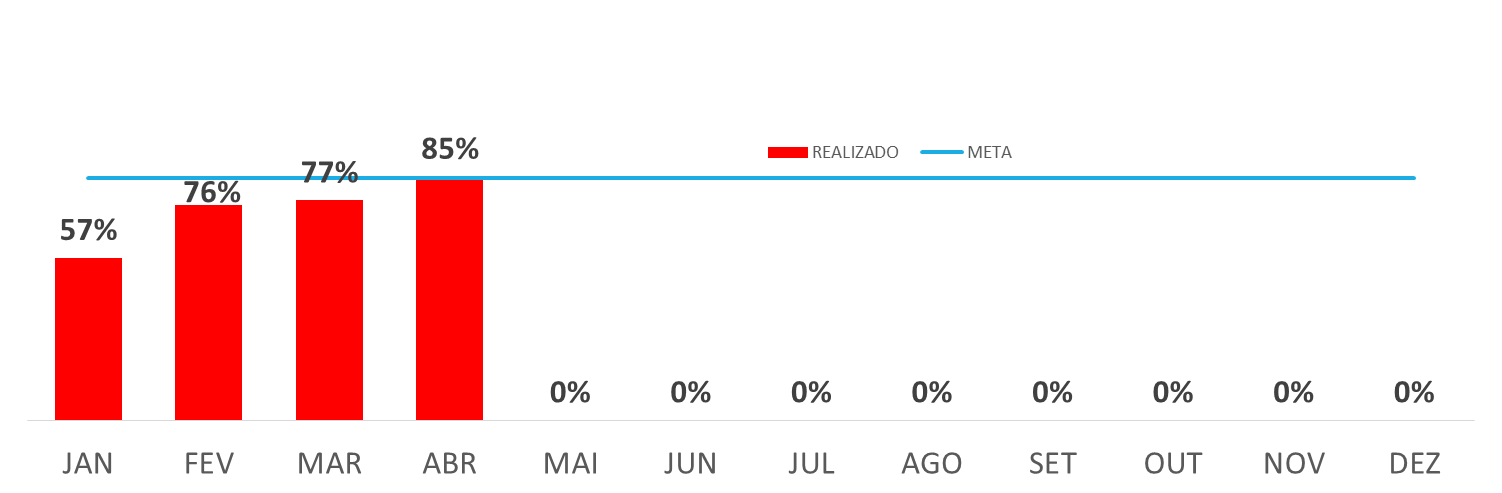 85%
REALIZADO META
77%
76%
57%
0% 0% 0% 0% 0% 0% 0% 0%
JAN FEV MAR ABR MAI JUN JUL AGO SET OUT NOV DEZ